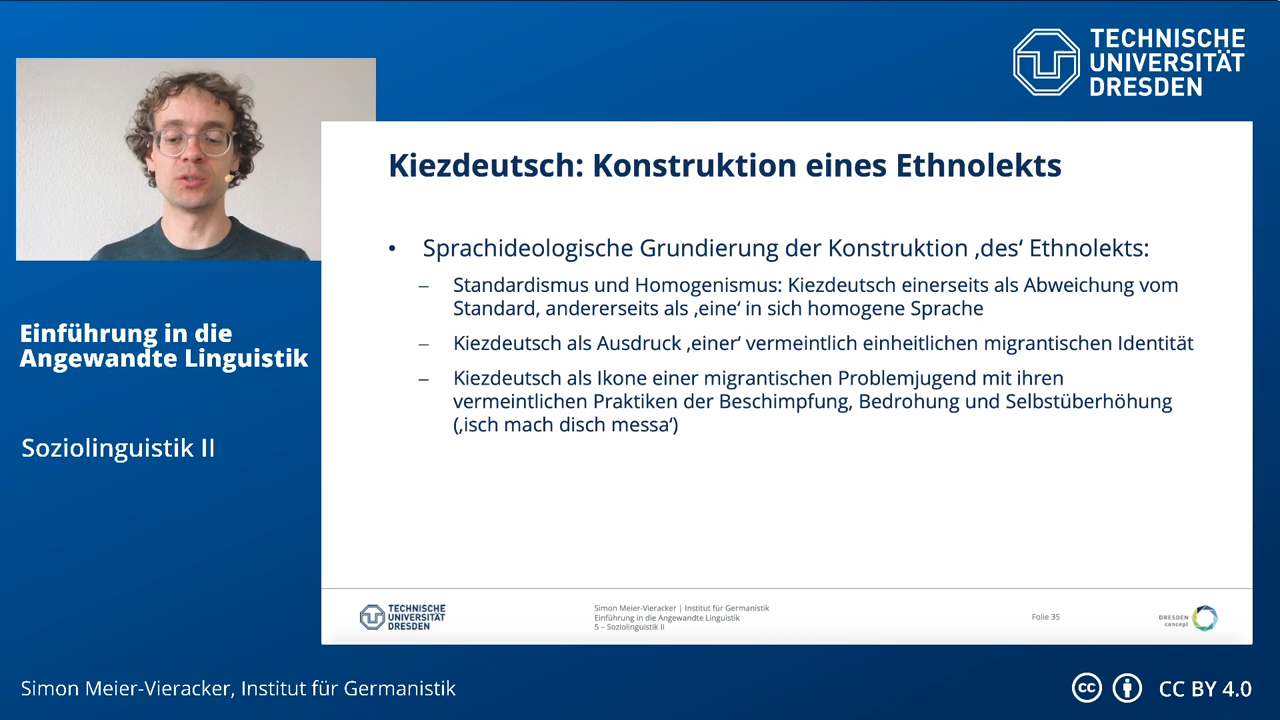 TECHNISCHE
UNIVERSITÄT
DRESDEN
Kiezdeutsch: Konstruktion eines Ethnolekts
• Sprachideologische Grundierung der Konstruktion ‚des‘ Ethnolekts:
– Standardismus und Homogenismus: Kiezdeutsch einerseits als Abweichung vom
Standard, andererseits als ‚eine‘ in sich homogene Sprache
– Kiezdeutsch als Ausdruck ‚einer‘ vermeintlich einheitlichen migrantischen Identität
– Kiezdeutsch als Ikone einer migrantischen Problemjugend mit ihren
vermeintlichen Praktiken der Beschimpfung, Bedrohung und Selbstüberhöhung
(‚isch mach disch messa‘)
Einführung in die
Angewandte Linguistik
Soziolinguistik II
TECHNISCHE
UNIVERSITÄT
DRESDEN
Simon Meier-Vieracker | Institut für Germanistik
Einführung in die Angewandte Linguistik
5 – Soziolinguistik II
Folie 35
DRESDEN
concept
Simon Meier-Vieracker, Institut für Germanistik
cc
CC BY 4.0